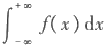 ∫₋∞⁺∞ f(x) dx